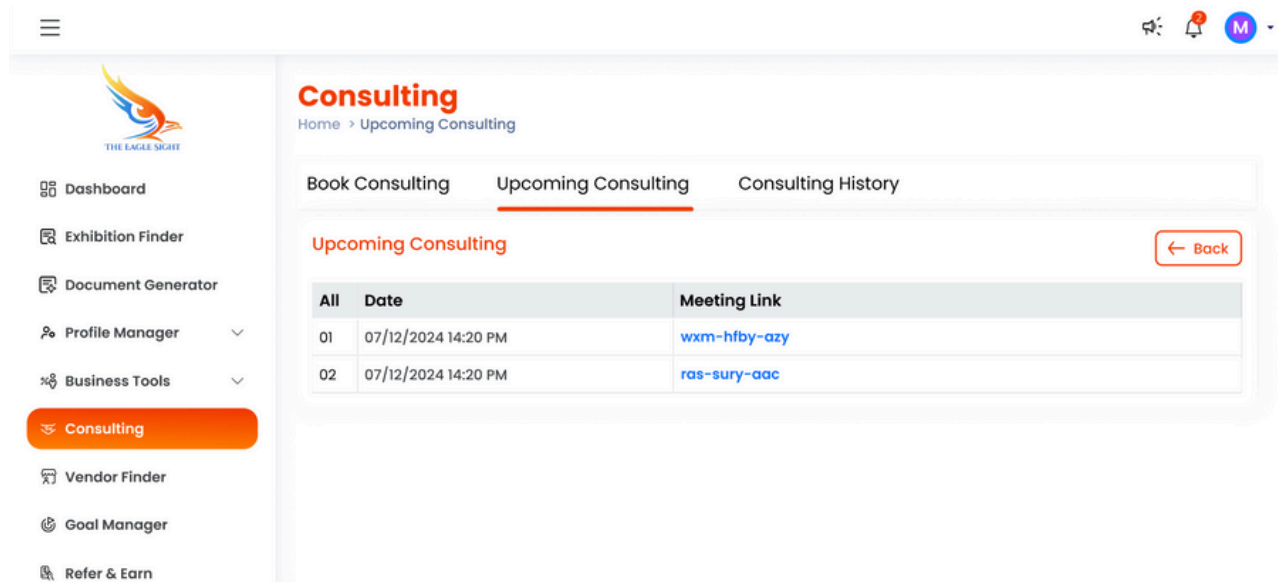 2
M
THE EAGLE SIGHT
Consulting
Home > Upcoming Consulting
Book Consulting Upcoming Consulting Consulting History
Upcoming Consulting
← Back
All Date Meeting Link
01 07/12/2024 14:20 PM wxm-hfby-azy
02 07/12/2024 14:20 PM ras-sury-aac
Dashboard
Exhibition Finder
Document Generator
Profile Manager
Business Tools
Consulting
Vendor Finder
Goal Manager
Refer & Earn